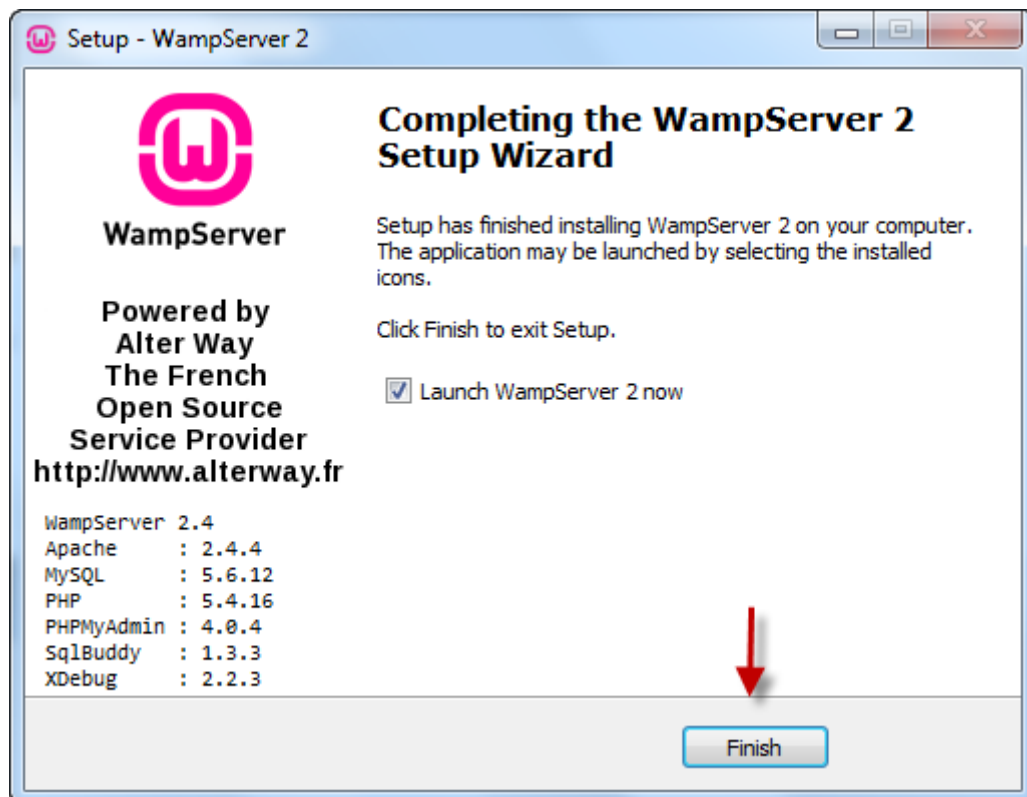 Setup - WampServer 2
WampServer
Powered by
Alter Way
The French
Open Source
Service Provider
http://www.alterway.fr
WampServer 2.4
Apache : 2.4.4
MySQL : 5.6.12
PHP : 5.4.16
PHPMyAdmin : 4.0.4
SqlBuddy : 1.3.3
XDebug : 2.2.3
Completing the WampServer 2
Setup Wizard
Setup has finished installing WampServer 2 on your computer.
The application may be launched by selecting the installed
icons.
Click Finish to exit Setup.
Launch WampServer 2 now
Finish